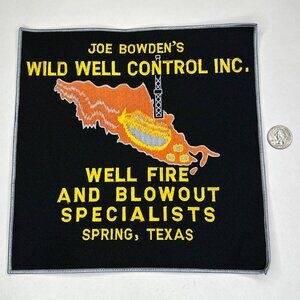 JOE BOWDEN'S
WILD WELL CONTROL INC.
WELL FIRE
AND BLOWOUT
SPECIALISTS
SPRING, TEXAS